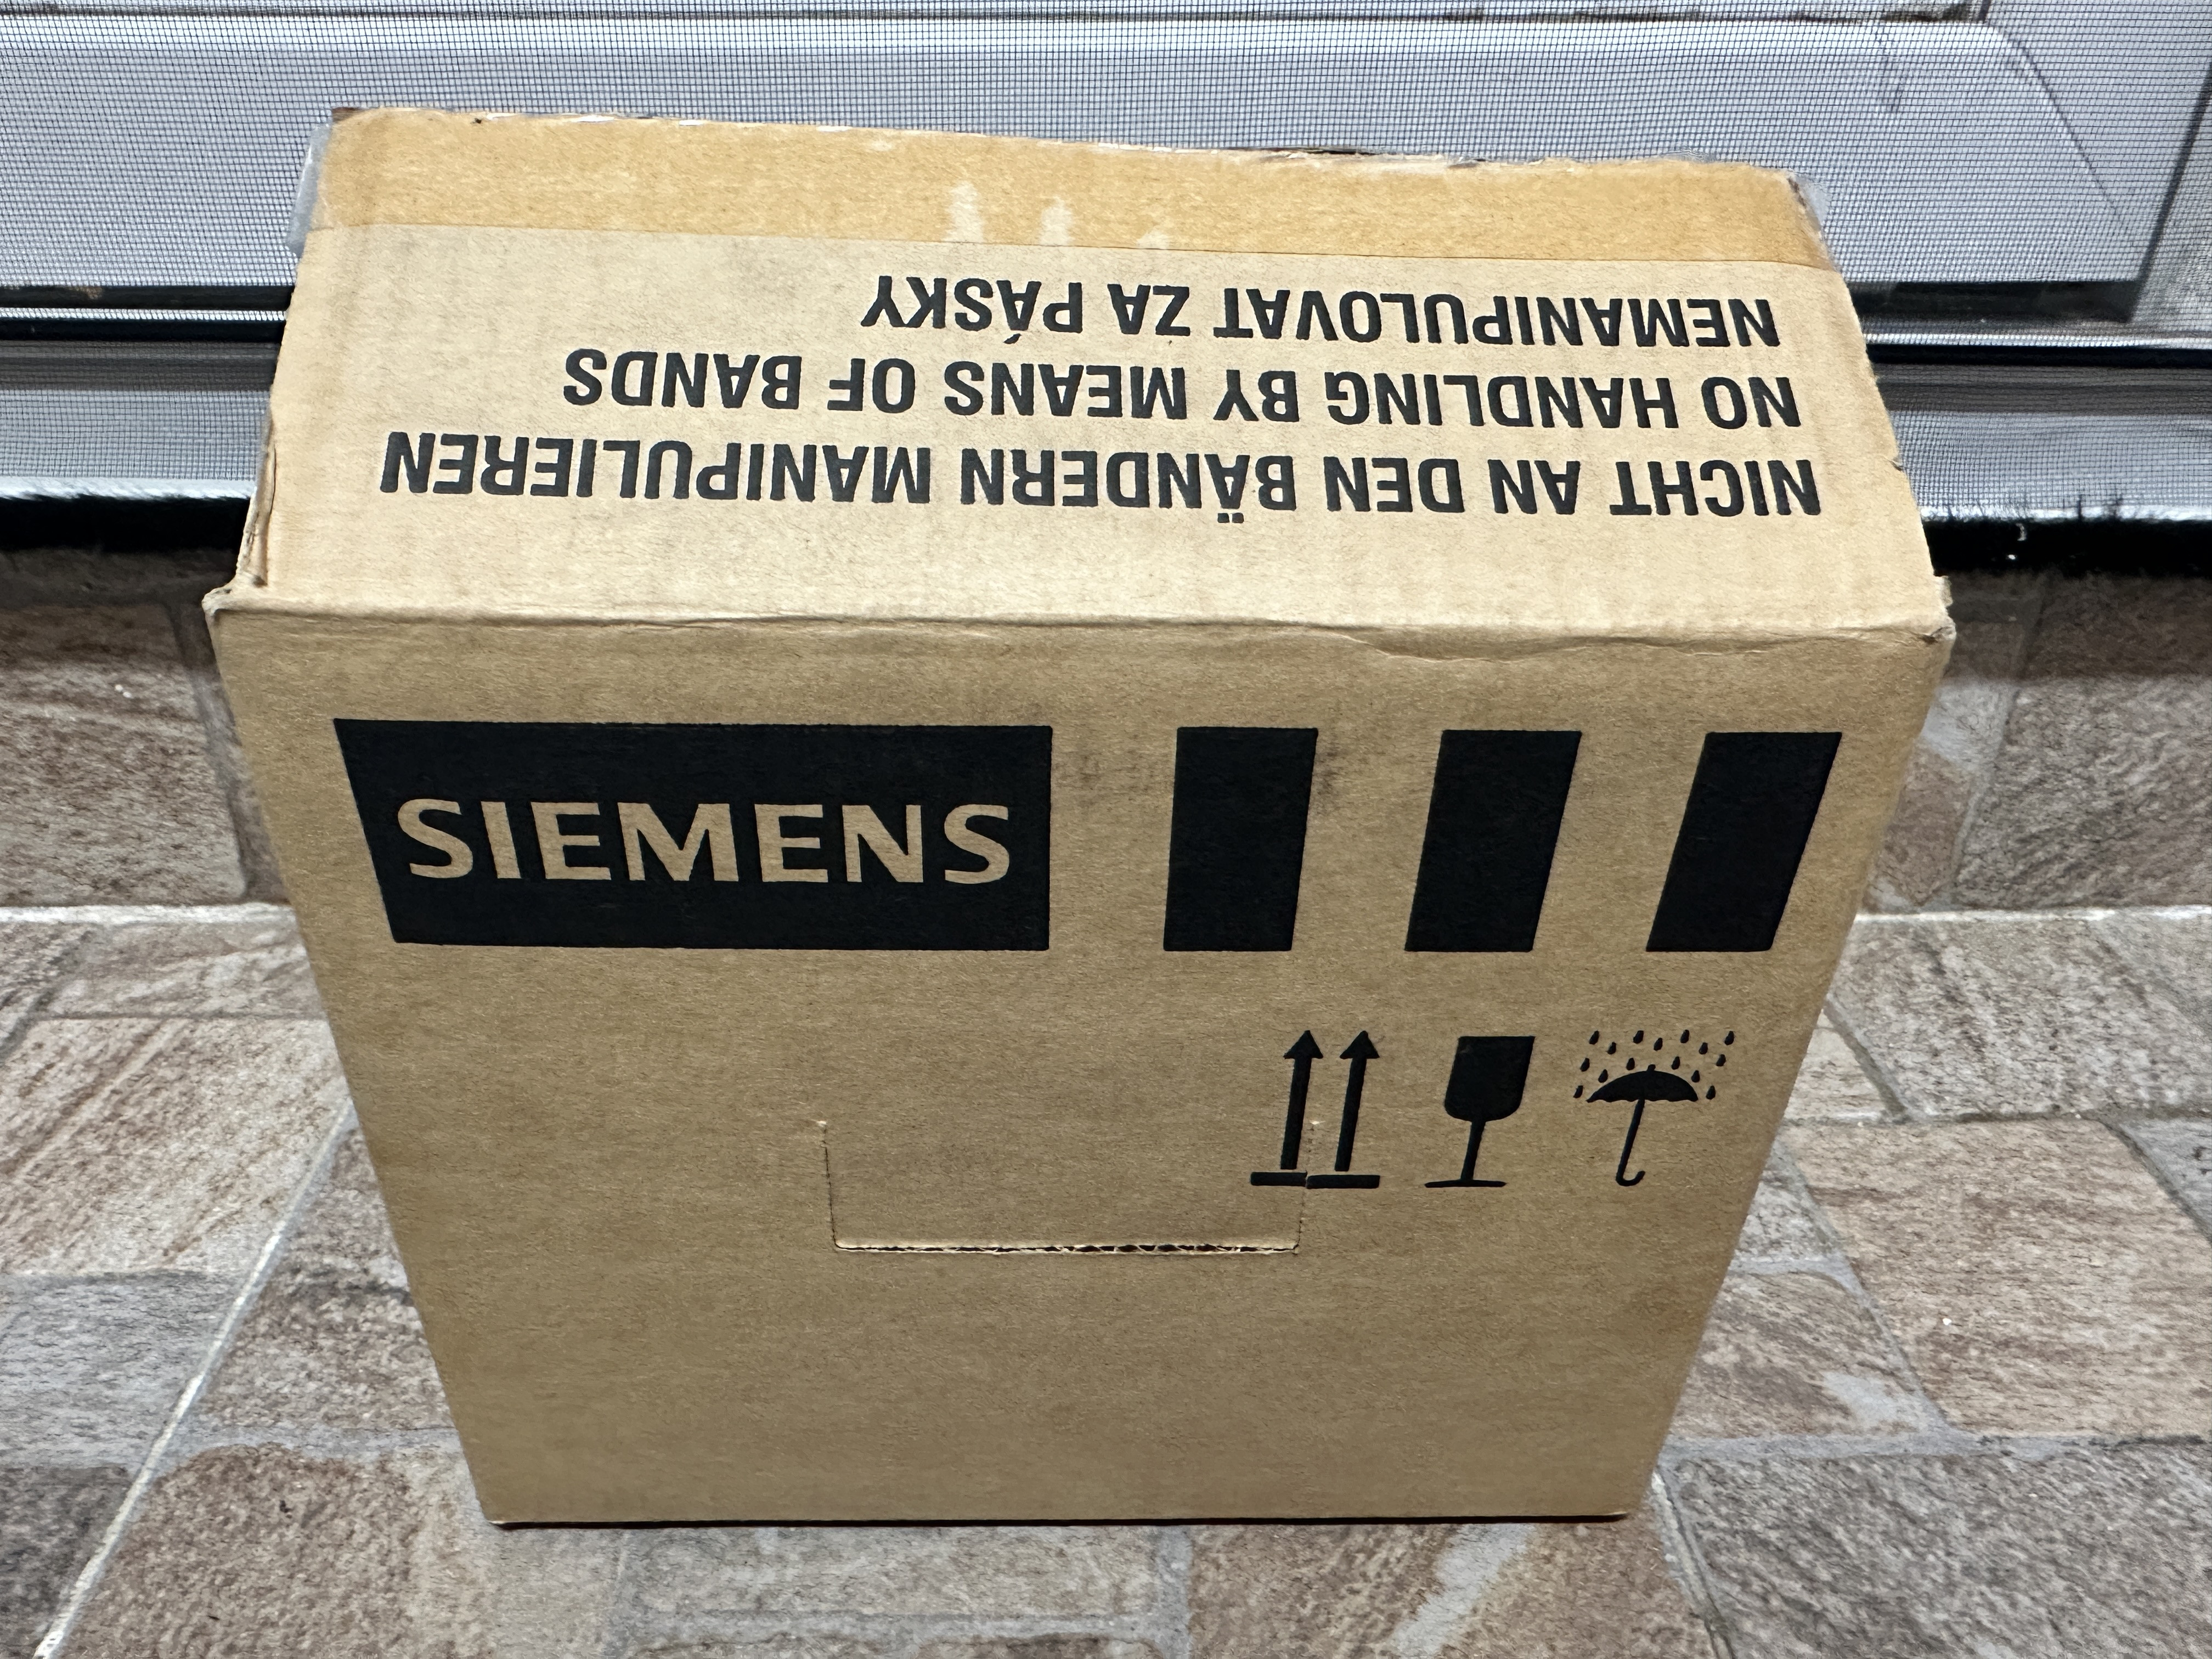 NICHT AN DEN BÄNDERN MANIPULIEREN
NO HANDLING BY MEANS OF BANDS
NEMANIPULOVAT ZA PÁSKY
SIEMENS